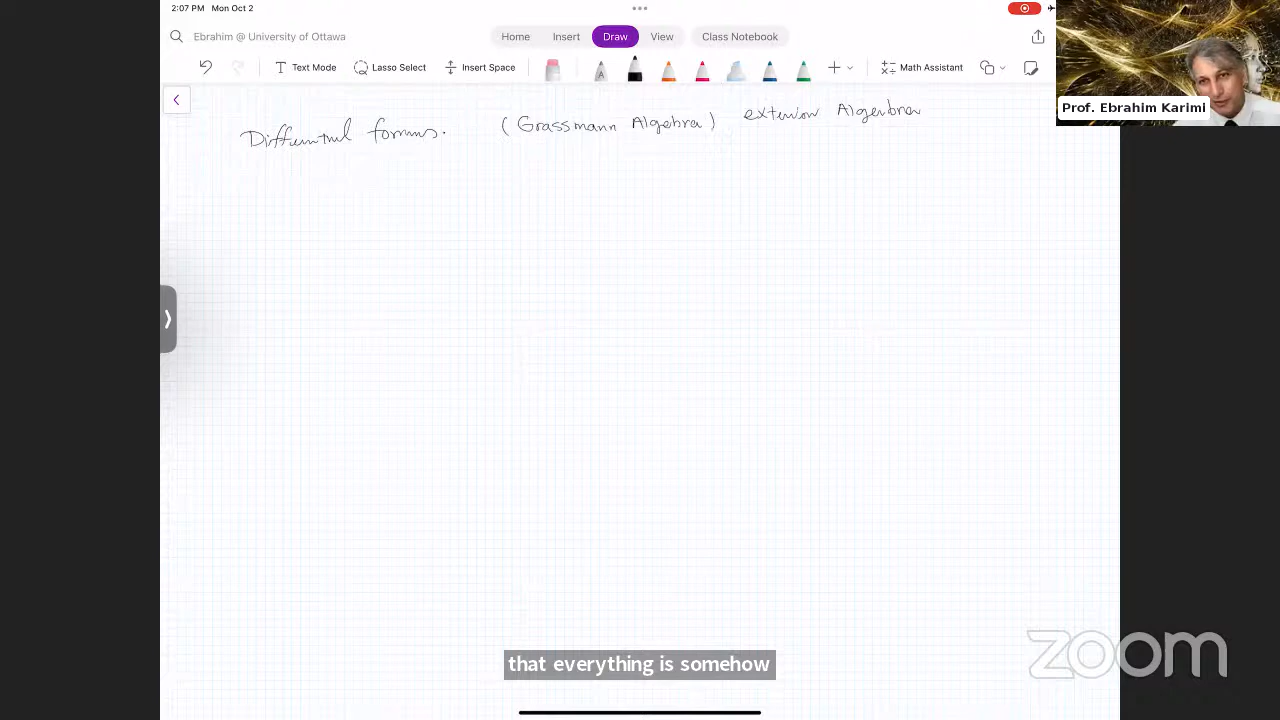 2:07 PM Mon Oct 2
Ebrahim @ University of Ottawa
Home Insert Draw View Class Notebook
Text Mode Lasso Select Insert Space Math Assistant
Prof. Ebrahim Karimi
Differential forms. (Grassmann Algebra) exterior Algerbra
that everything is somehow
zoom